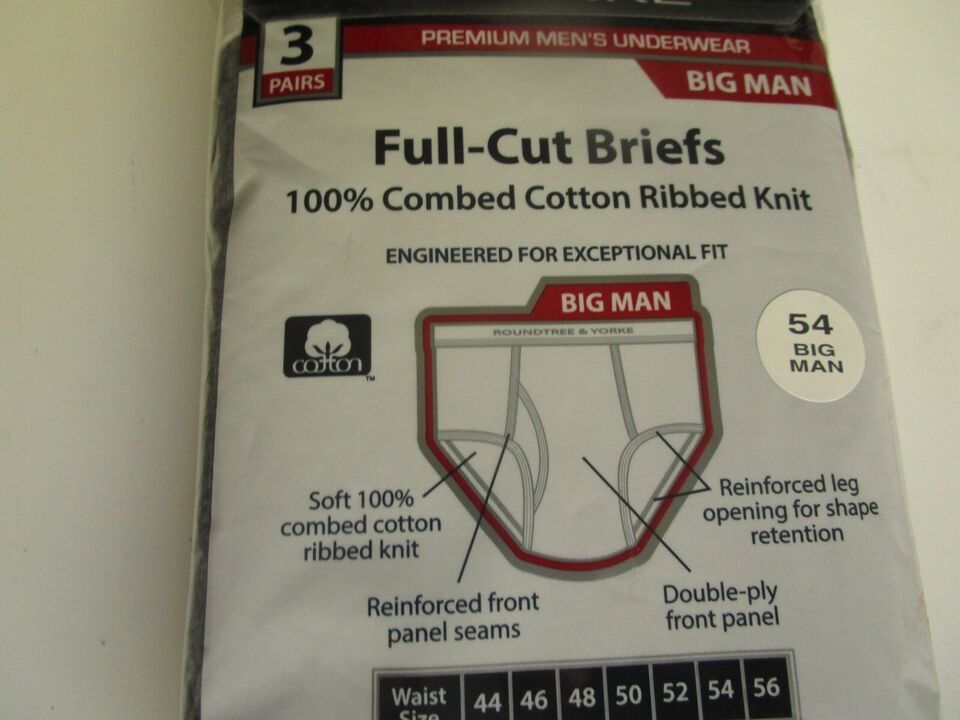 3
PAIRS
PREMIUM MEN'S UNDERWEAR
BIG MAN
Full-Cut Briefs
100% Combed Cotton Ribbed Knit
ENGINEERED FOR EXCEPTIONAL FIT
BIG MAN
ROUNDTREE & YORKE
cotton
TM
54
BIG
MAN
Soft 100%
combed cotton
ribbed knit
Reinforced front
panel seams
Double-ply
front panel
Reinforced leg
opening for shape
retention
Waist 44 46 48 50 52 54 56
Size